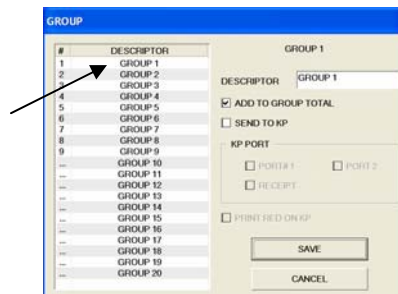 GROUP
# DESCRIPTOR
1 GROUP 1
2 GROUP 2
3 GROUP 3
4 GROUP 4
5 GROUP 5
6 GROUP 6
7 GROUP 7
8 GROUP 8
9 GROUP 9
... GROUP 10
... GROUP 11
... GROUP 12
... GROUP 13
... GROUP 14
... GROUP 15
... GROUP 16
... GROUP 17
... GROUP 18
... GROUP 19
... GROUP 20
GROUP 1
DESCRIPTOR GROUP 1
ADD TO GROUP TOTAL
SEND TO KP
KP PORT
PORT# 1 PORT 2
RECEIPT
PRINT RED ON KP
SAVE
CANCEL